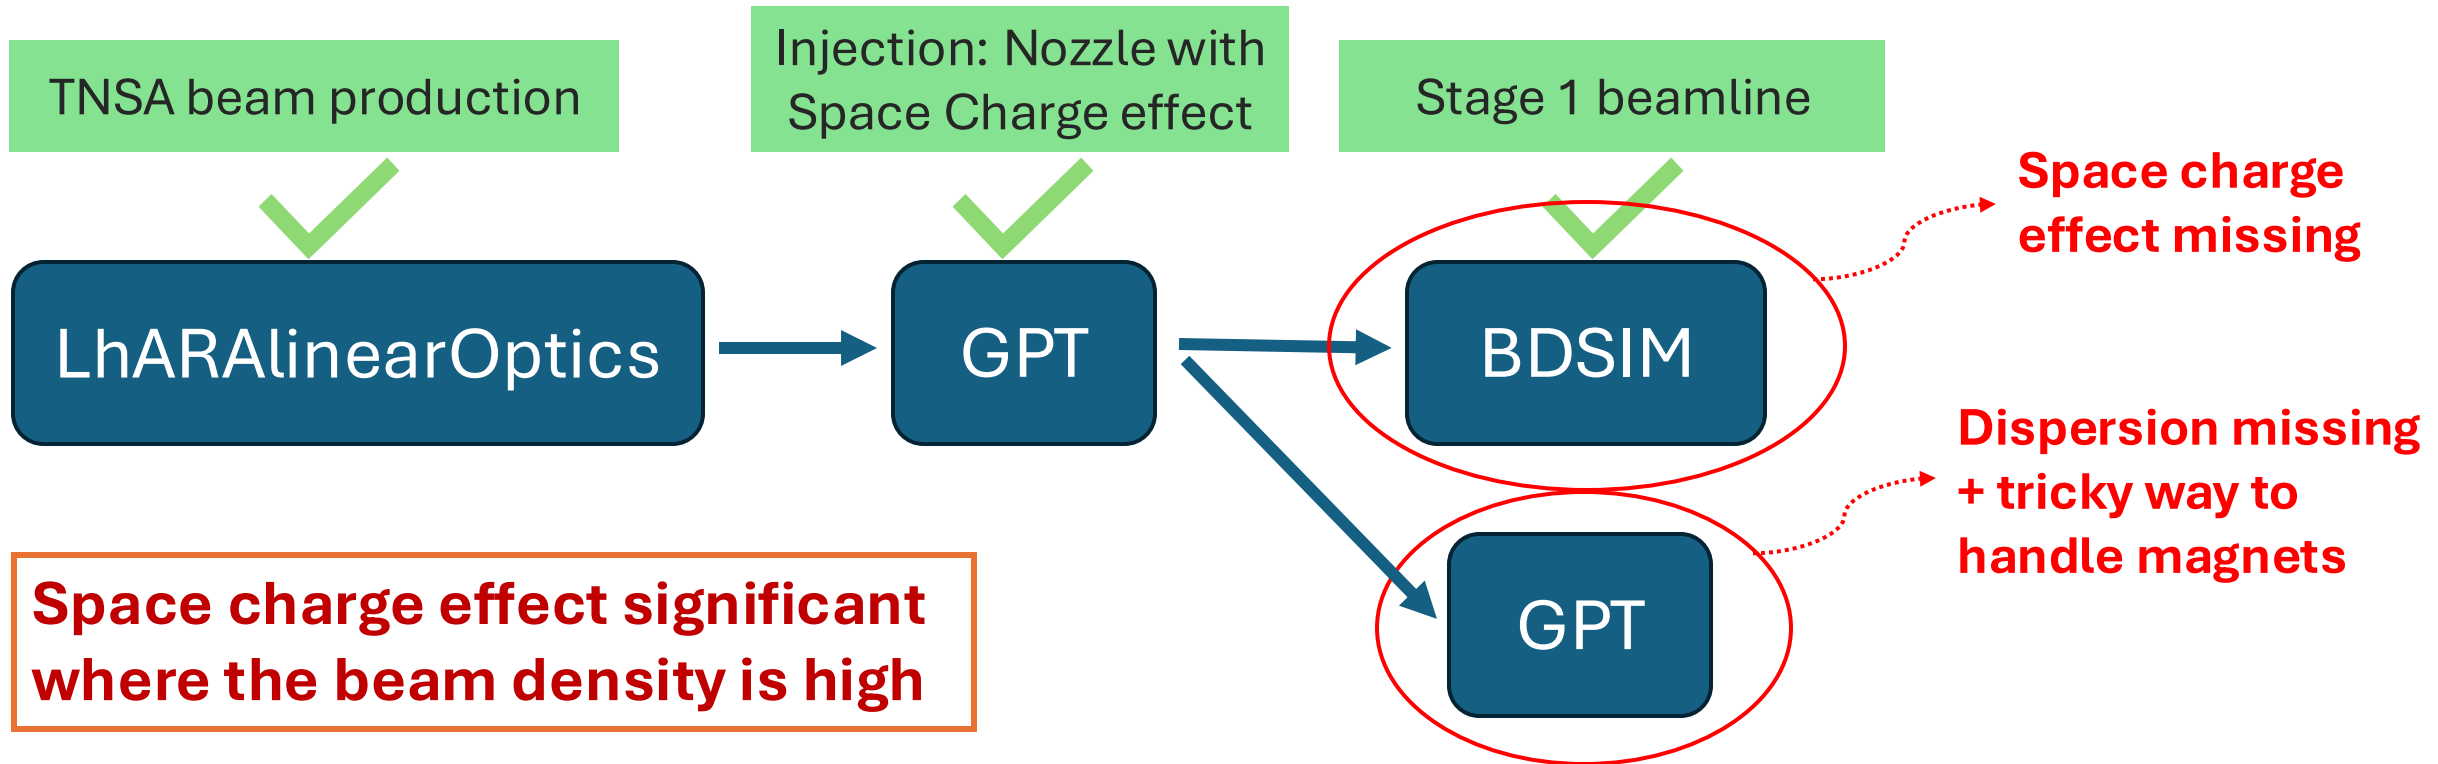 TNSA beam production
Injection: Nozzle with
Space Charge effect
Stage 1 beamline
Space charge
effect missing
LhARAlinearOptics
GPT
BDSIM
Dispersion missing
+ tricky way to
handle magnets
GPT
Space charge effect significant
where the beam density is high